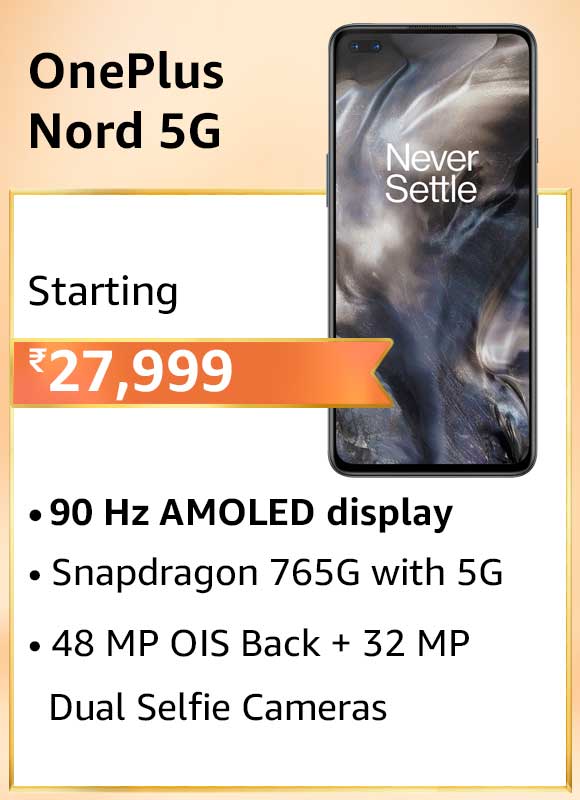 OnePlus
Nord 5G
Never
Settle
Starting
₹27,999
• 90 Hz AMOLED display
• Snapdragon 765G with 5G
• 48 MP OIS Back + 32 MP
Dual Selfie Cameras